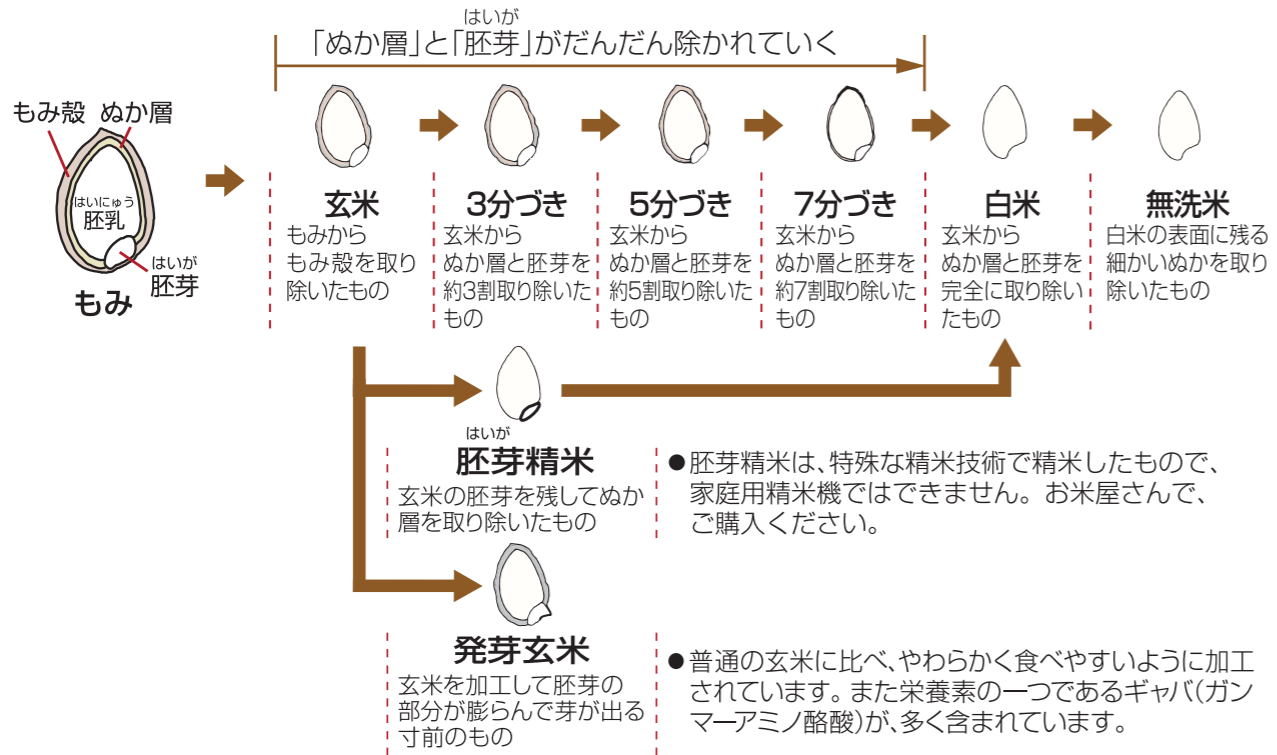 「ぬか層」と「胚芽」がだんだん除かれていく
はいが
もみ殻 ぬか層
はいにゅう
胚乳
はいが
胚芽
もみ
玄米
もみから
もみ殻を取り
除いたもの
3分づき
玄米から
ぬか層と胚芽を
約3割取り除いた
もの
5分づき
玄米から
ぬか層と胚芽を
約5割取り除いた
もの
7分づき
玄米から
ぬか層と胚芽を
約7割取り除いた
もの
白米
玄米から
ぬか層と胚芽を
完全に取り除い
たもの
無洗米
白米の表面に残る
細かいぬかを取り
除いたもの
はいが
胚芽精米
玄米の胚芽を残してぬか
層を取り除いたもの
●胚芽精米は、特殊な精米技術で精米したもので、
家庭用精米機ではできません。お米屋さんで、
ご購入ください。
発芽玄米
玄米を加工して胚芽の
部分が膨らんで芽が出る
寸前のもの
●普通の玄米に比べ、やわらかく食べやすいように加工
されています。また栄養素の一つであるギャバ(ガン
マーアミノ酪酸)が、多く含まれています。